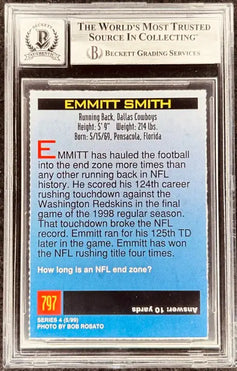 THE WORLD'S MOST TRUSTED
SOURCE IN COLLECTING™
BECKETT GRADING SERVICES
EMMITT SMITH
Running Back, Dallas Cowboys
Height: 5' 9" Weight: 214 lbs.
Born: 5/15/69, Pensacola, Florida
EMMITT has hauled the football
into the end zone more times than
any other running back in NFL
history. He scored his 124th career
rushing touchdown against the
Washington Redskins in the final
game of the 1998 regular season.
That touchdown broke the NFL
record. Emmitt ran for his 125th TD
later in the game. Emmitt has won
the NFL rushing title four times.
How long is an NFL end zone?
797
Answer: 10 yards
SERIES 4 (5/99)
PHOTO BY BOB ROSATO